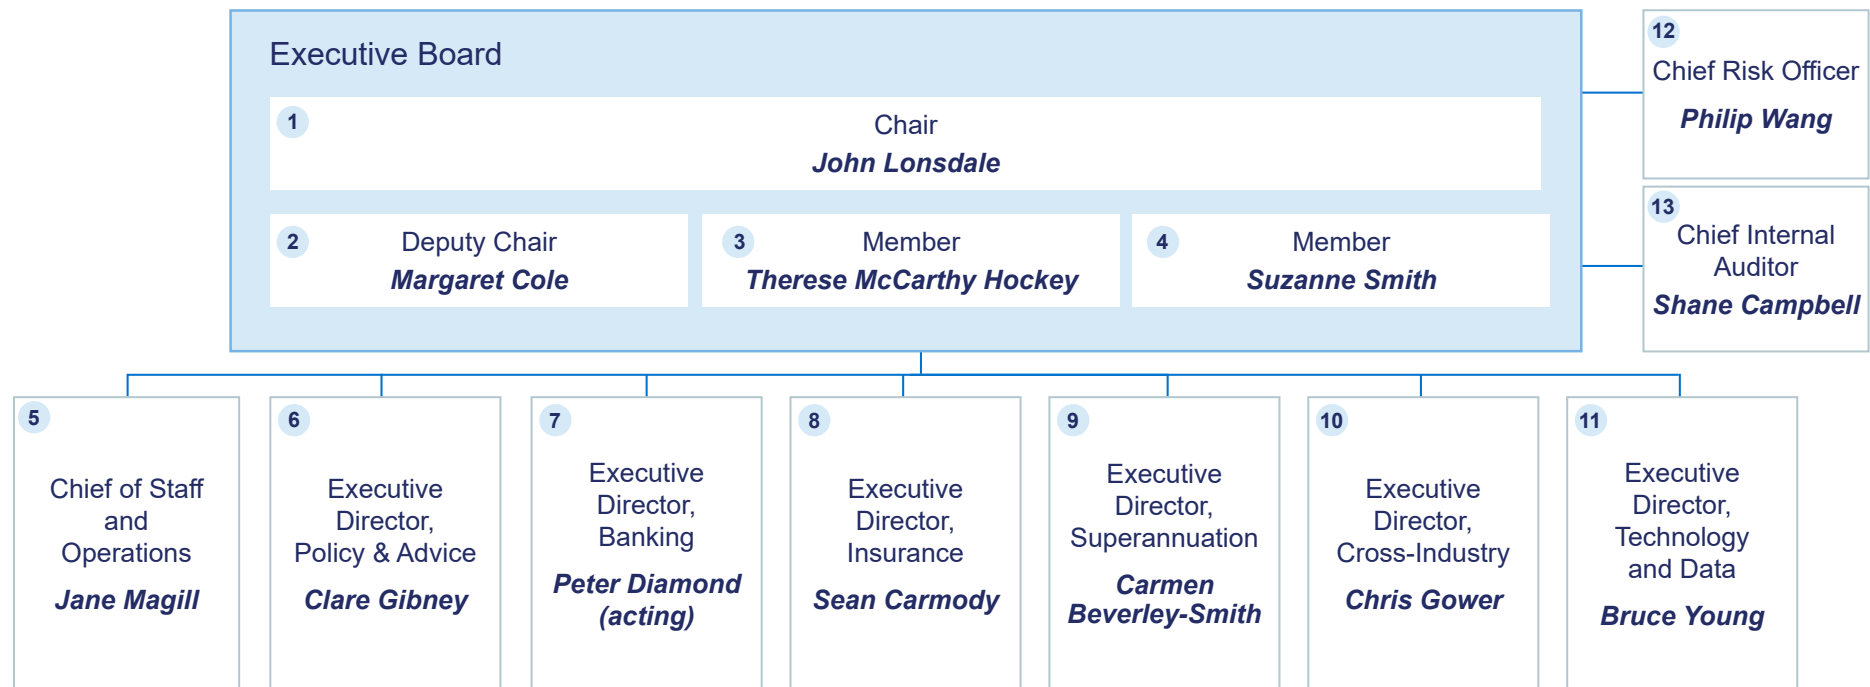 Executive Board
1
Chair
John Lonsdale
2
Deputy Chair
Margaret Cole
3
Member
Therese McCarthy Hockey
4
Member
Suzanne Smith
12
Chief Risk Officer
Philip Wang
13
Chief Internal
Auditor
Shane Campbell
5
Chief of Staff
and
Operations
Jane Magill
6
Executive
Director,
Policy & Advice
Clare Gibney
7
Executive
Director,
Banking
Peter Diamond
(acting)
8
Executive
Director,
Insurance
Sean Carmody
9
Executive
Director,
Superannuation
Carmen
Beverley-Smith
10
Executive
Director,
Cross-Industry
Chris Gower
11
Executive
Director,
Technology
and Data
Bruce Young